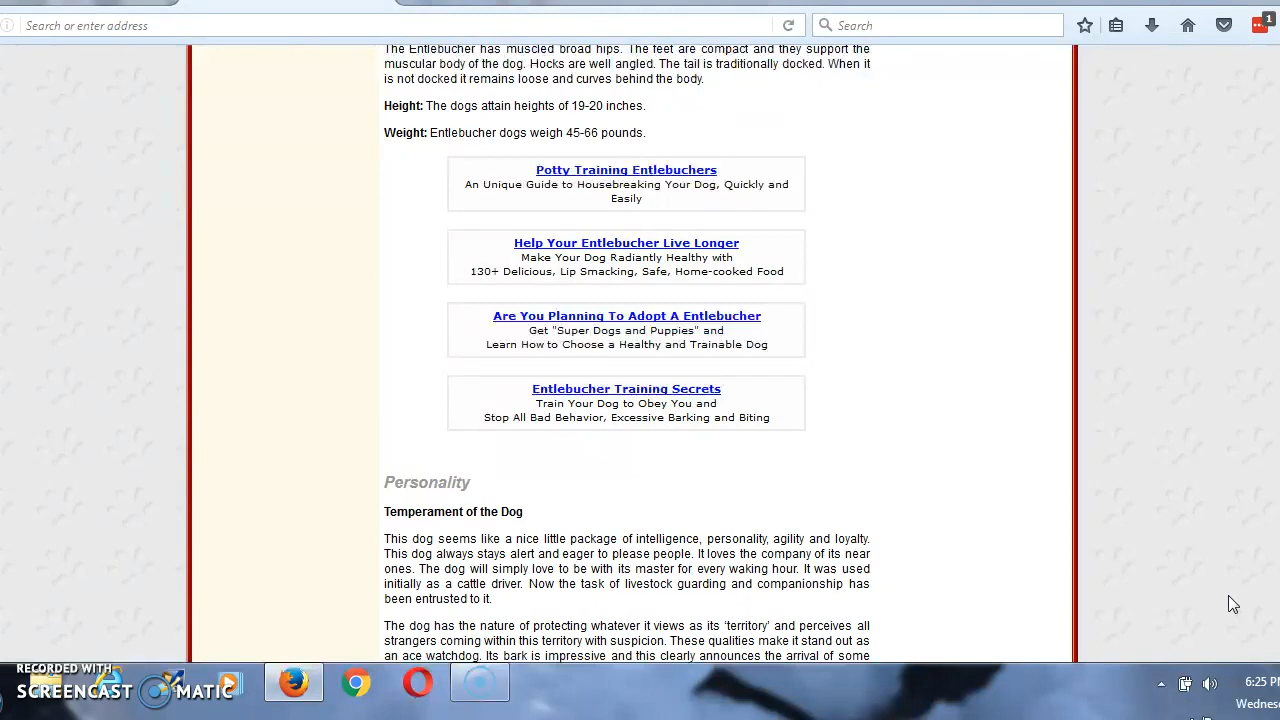 Search or enter address
Search
1
The Entlebucher has muscled broad hips. The feet are compact and they support the
muscular body of the dog. Hocks are well angled. The tail is traditionally docked. When it
is not docked it remains loose and curves behind the body.
Height: The dogs attain heights of 19-20 inches.
Weight: Entlebucher dogs weigh 45-66 pounds.
Potty Training Entlebuchers
An Unique Guide to Housebreaking Your Dog, Quickly and
Easily
Help Your Entlebucher Live Longer
Make Your Dog Radiantly Healthy with
130+ Delicious, Lip Smacking, Safe, Home-cooked Food
Are You Planning To Adopt A Entlebucher
Get "Super Dogs and Puppies" and
Learn How to Choose a Healthy and Trainable Dog
Entlebucher Training Secrets
Train Your Dog to Obey You and
Stop All Bad Behavior, Excessive Barking and Biting
Personality
Temperament of the Dog
This dog seems like a nice little package of intelligence, personality, agility and loyalty.
This dog always stays alert and eager to please people. It loves the company of its near
ones. The dog will simply love to be with its master for every waking hour. It was used
initially as a cattle driver. Now the task of livestock guarding and companionship has
been entrusted to it.
The dog has the nature of protecting whatever it views as its ‘territory’ and perceives all
strangers coming within this territory with suspicion. These qualities make it stand out as
an ace watchdog. Its bark is impressive and this clearly announces the arrival of some
RECORDED WITH
SCREENCAST MATIC
6:25 PM
Wednes